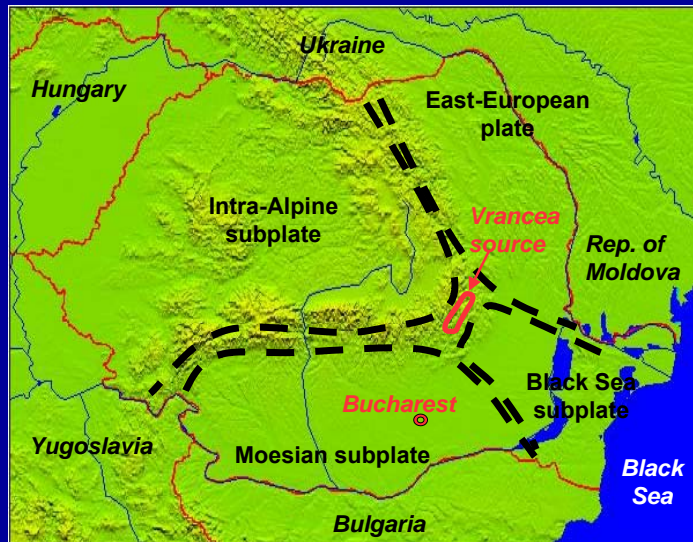 Ukraine
Hungary
East-European
plate
Intra-Alpine
subplate
Vrancea
source
Rep. of
Moldova
Black Sea
subplate
Bucharest
Yugoslavia
Moesian subplate
Black
Sea
Bulgaria